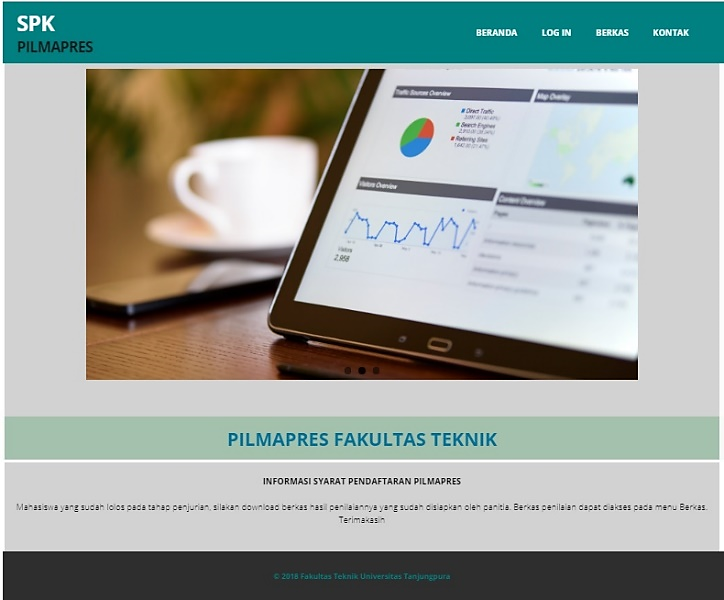 SPK
PILMAPRES
BERANDA LOG IN BERKAS KONTAK
Traffic Sources Overview
Map Overlay
Direct Traffic
Search Engines
Referring Sites
Visitors Overview
Content Overview
Pages
Visitors
2,968
PILMAPRES FAKULTAS TEKNIK
INFORMASI SYARAT PENDAFTARAN PILMAPRES
Mahasiswa yang sudah lolos pada tahap penjurian, silakan download berkas hasil penilaiannya yang sudah disiapkan oleh panitia. Berkas penilaian dapat diakses pada menu Berkas.
Terimakasih
© 2018 Fakultas Teknik Universitas Tanjungpura